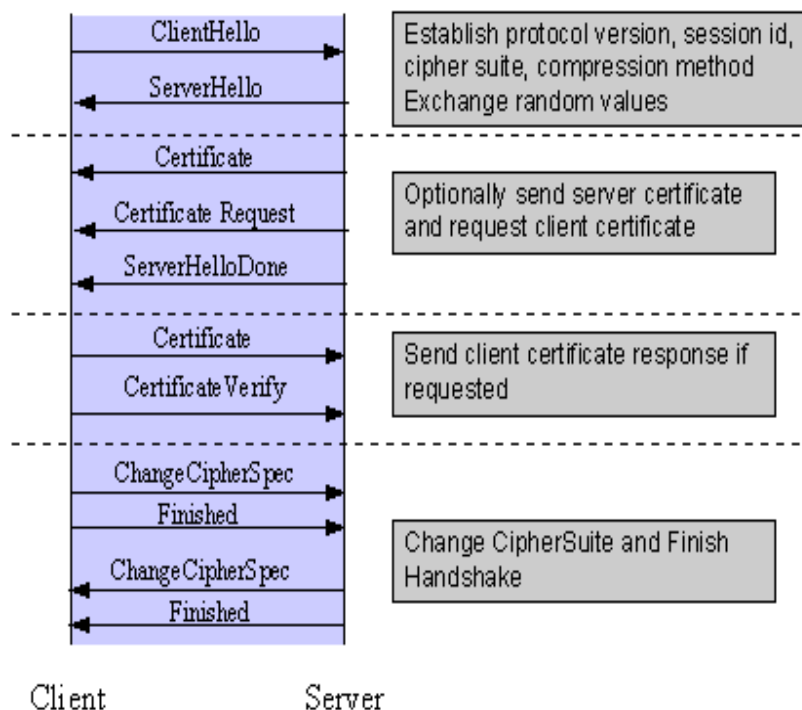 ClientHello
Establish protocol version, session id,
cipher suite, compression method
Exchange random values
ServerHello
Certificate
Optionally send server certificate
and request client certificate
Certificate Request
ServerHelloDone
Certificate
Send client certificate response if
requested
CertificateVerify
ChangeCipherSpec
Finished
Change CipherSuite and Finish
Handshake
ChangeCipherSpec
Finished
Client
Server